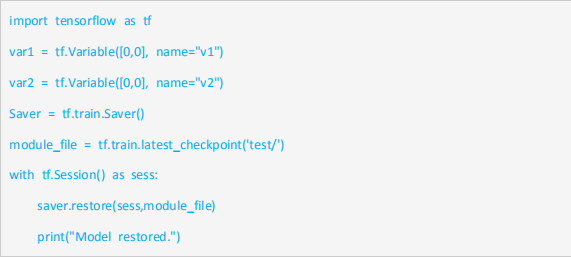 import tensorflow as tf
var1 = tf.Variable([0,0], name="v1")
var2 = tf.Variable([0,0], name="v2")
Saver = tf.train.Saver()
module_file = tf.train.latest_checkpoint('test/')
with tf.Session() as sess:
    saver.restore(sess,module_file)
    print("Model restored.")